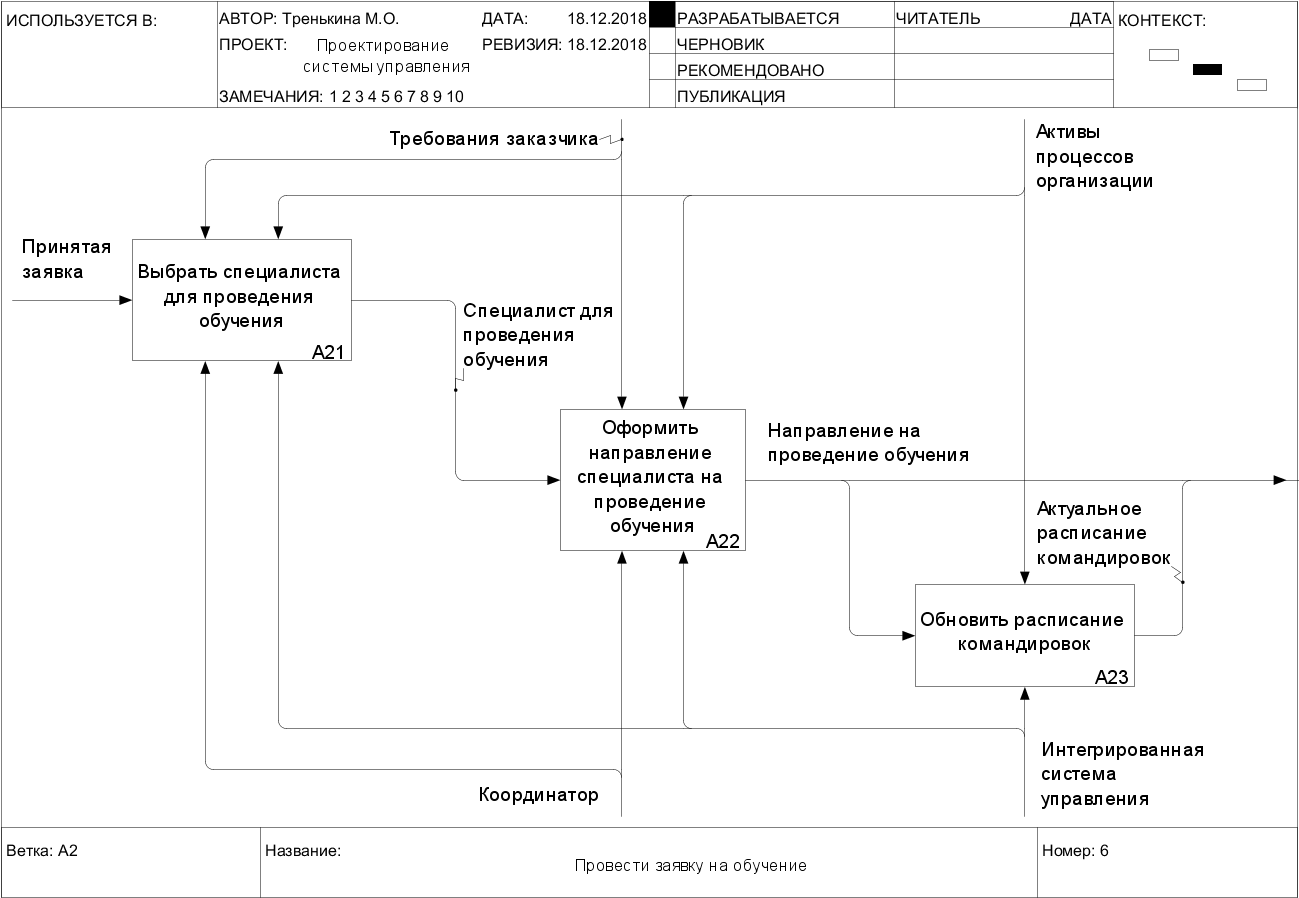 ИСПОЛЬЗУЕТСЯ В:
АВТОР: Тренькина М.О.
ДАТА: 18.12.2018
ПРОЕКТ: Проектирование
системы управления
РЕВИЗИЯ: 18.12.2018
ЗАМЕЧАНИЯ: 1 2 3 4 5 6 7 8 9 10
РАЗРАБАТЫВАЕТСЯ
ЧЕРНОВИК
РЕКОМЕНДОВАНО
ПУБЛИКАЦИЯ
ЧИТАТЕЛЬ
ДАТА
КОНТЕКСТ:
Требования заказчика
Активы
процессов
организации
Принятая
заявка
Выбрать специалиста
для проведения
обучения
A21
Специалист для
проведения
обучения
Оформить
направление
специалиста на
проведение
обучения
A22
Направление на
проведение обучения
Актуальное
расписание
командировок
Обновить расписание
командировок
A23
Интегрированная
система
управления
Координатор
Ветка: A2
Название:
Провести заявку на обучение
Номер: 6